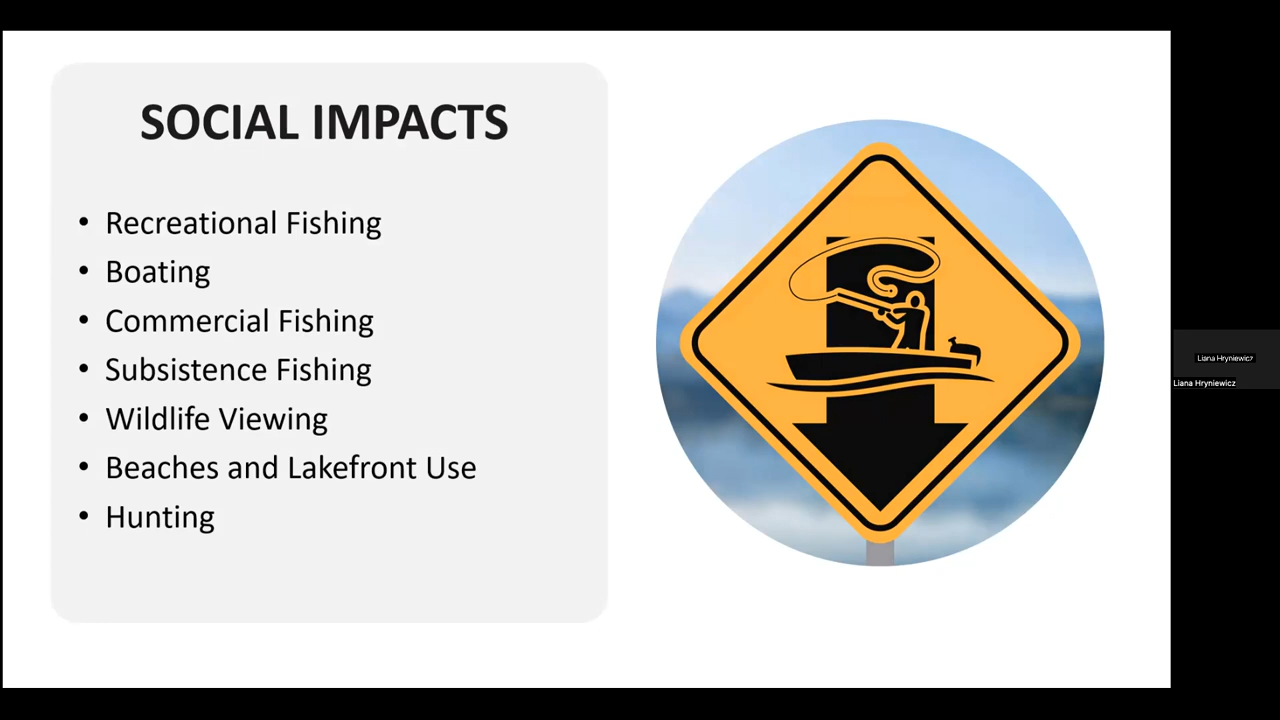 SOCIAL IMPACTS
• Recreational Fishing
• Boating
• Commercial Fishing
• Subsistence Fishing
• Wildlife Viewing
• Beaches and Lakefront Use
• Hunting
Liana Hryniewicz
Liana Hryniewicz